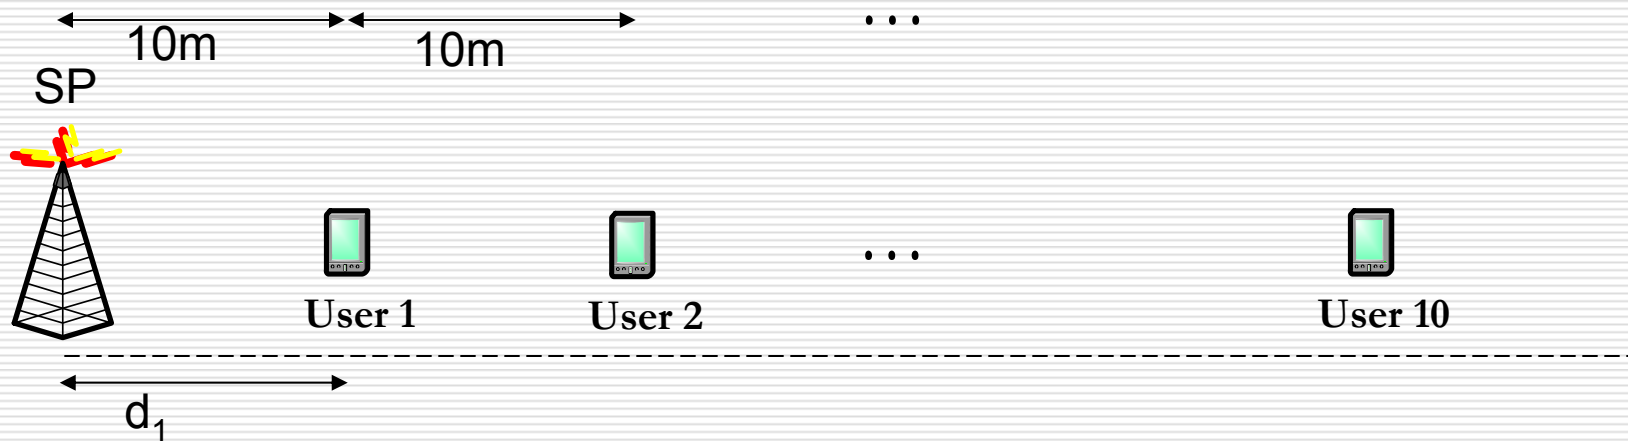 . . .
10m
10m
SP
. . .
User 1
User 2
User 10
d₁